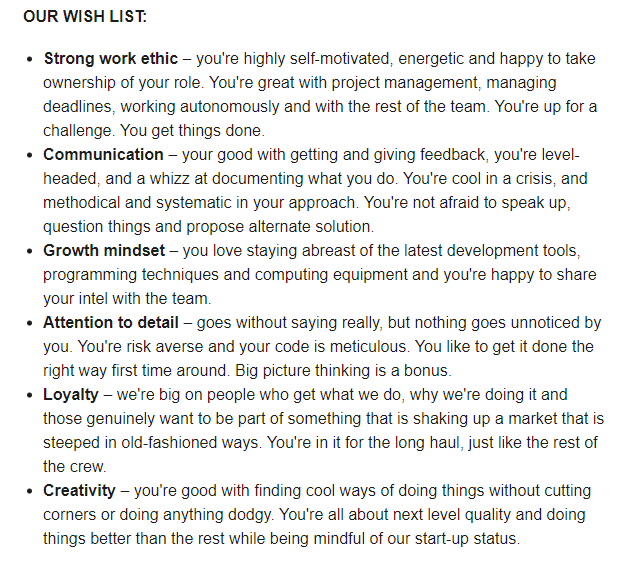 OUR WISH LIST:
• Strong work ethic – you're highly self-motivated, energetic and happy to take
ownership of your role. You're great with project management, managing
deadlines, working autonomously and with the rest of the team. You're up for a
challenge. You get things done.
• Communication – your good with getting and giving feedback, you're level-
headed, and a whizz at documenting what you do. You're cool in a crisis, and
methodical and systematic in your approach. You're not afraid to speak up,
question things and propose alternate solution.
• Growth mindset – you love staying abreast of the latest development tools,
programming techniques and computing equipment and you're happy to share
your intel with the team.
• Attention to detail – goes without saying really, but nothing goes unnoticed by
you. You're risk averse and your code is meticulous. You like to get it done the
right way first time around. Big picture thinking is a bonus.
• Loyalty – we're big on people who get what we do, why we're doing it and
those genuinely want to be part of something that is shaking up a market that is
steeped in old-fashioned ways. You're in it for the long haul, just like the rest of
the crew.
• Creativity – you're good with finding cool ways of doing things without cutting
corners or doing anything dodgy. You're all about next level quality and doing
things better than the rest while being mindful of our start-up status.